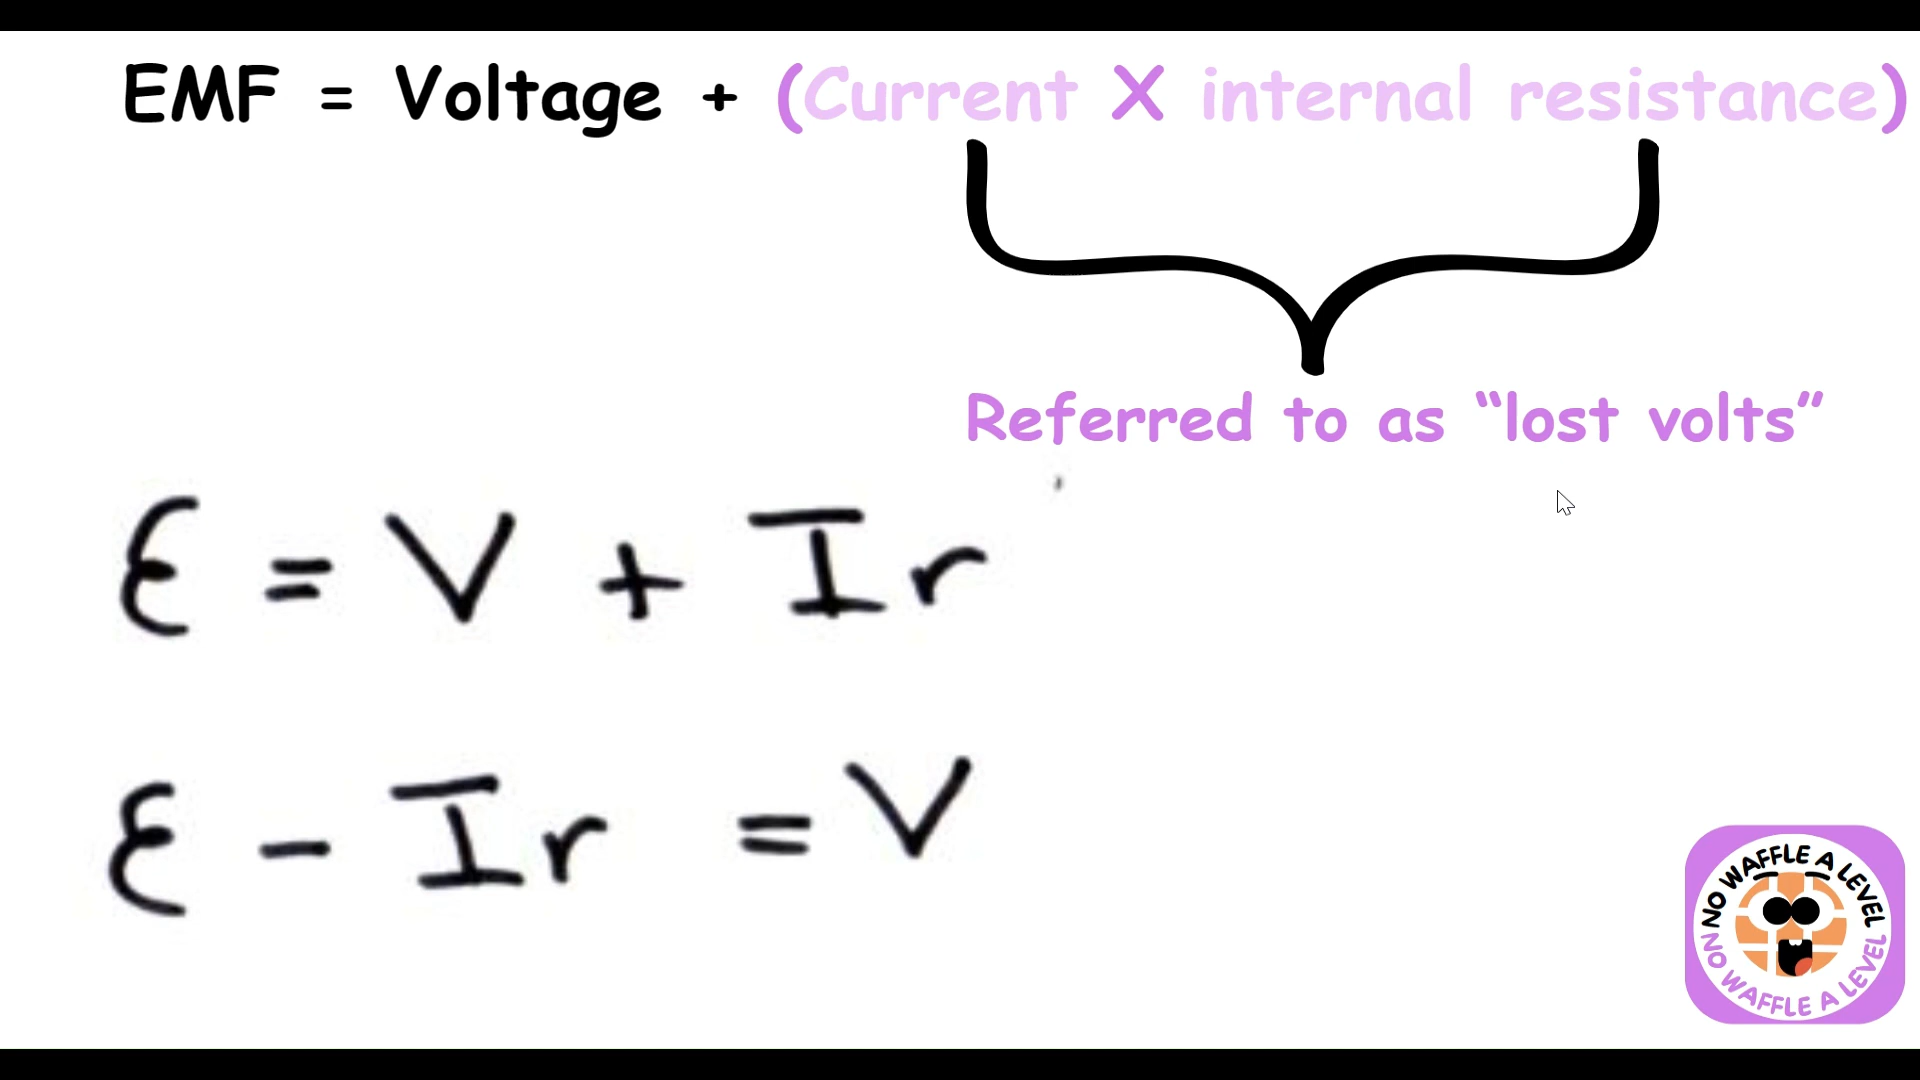 EMF = Voltage + (Current X internal resistance)
Referred to as “lost volts”
ε = V + Ir
ε - Ir = V
NO WAFFLE A LEVEL
NO WAFFLE A LEVEL